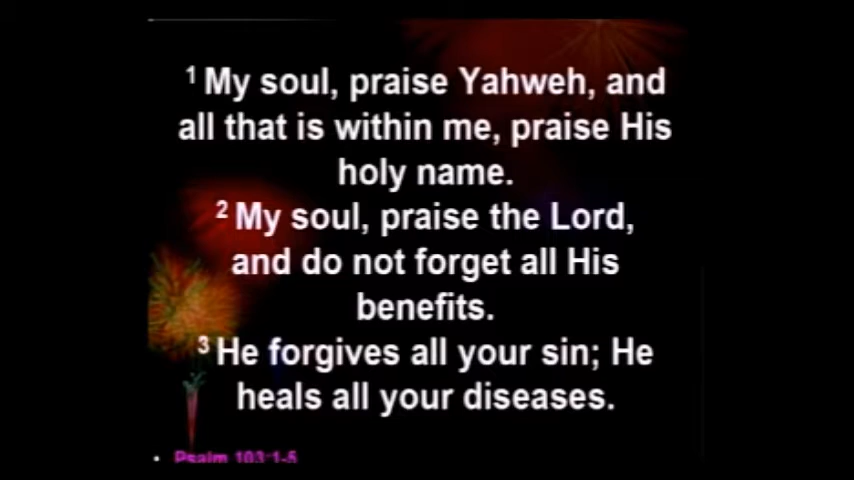 1 My soul, praise Yahweh, and
all that is within me, praise His
holy name.
2 My soul, praise the Lord,
and do not forget all His
benefits.
3 He forgives all your sin; He
heals all your diseases.
• Psalm 103:1-5